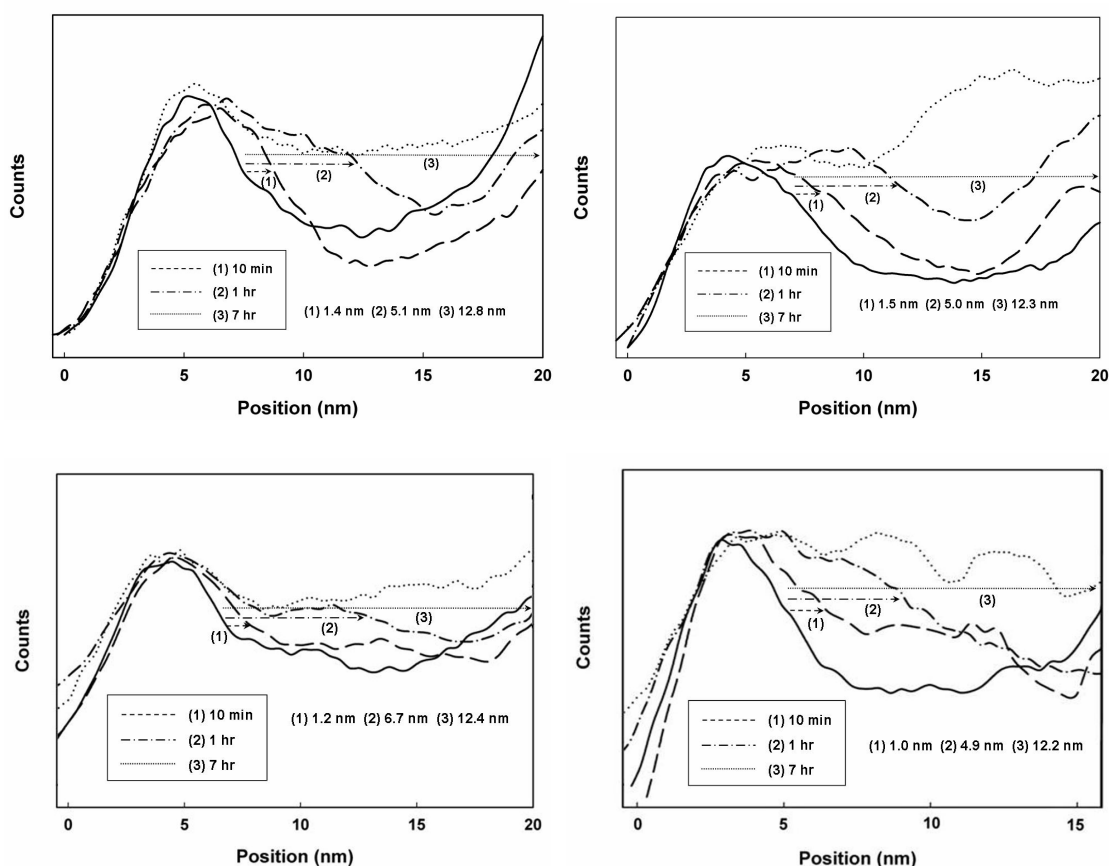 Counts
(1)
(2)
(3)
(1) 10 min
(2) 1 hr
(3) 7 hr
(1) 1.4 nm (2) 5.1 nm (3) 12.8 nm
0 5 10 15 20
Position (nm)
Counts
(1)
(2)
(3)
(1) 10 min
(2) 1 hr
(3) 7 hr
(1) 1.5 nm (2) 5.0 nm (3) 12.3 nm
0 5 10 15 20
Position (nm)
Counts
(1)
(2)
(3)
(1) 10 min
(2) 1 hr
(3) 7 hr
(1) 1.2 nm (2) 6.7 nm (3) 12.4 nm
0 5 10 15 20
Position (nm)
Counts
(1)
(2)
(3)
(1) 10 min
(2) 1 hr
(3) 7 hr
(1) 1.0 nm (2) 4.9 nm (3) 12.2 nm
0 5 10 15
Position (nm)